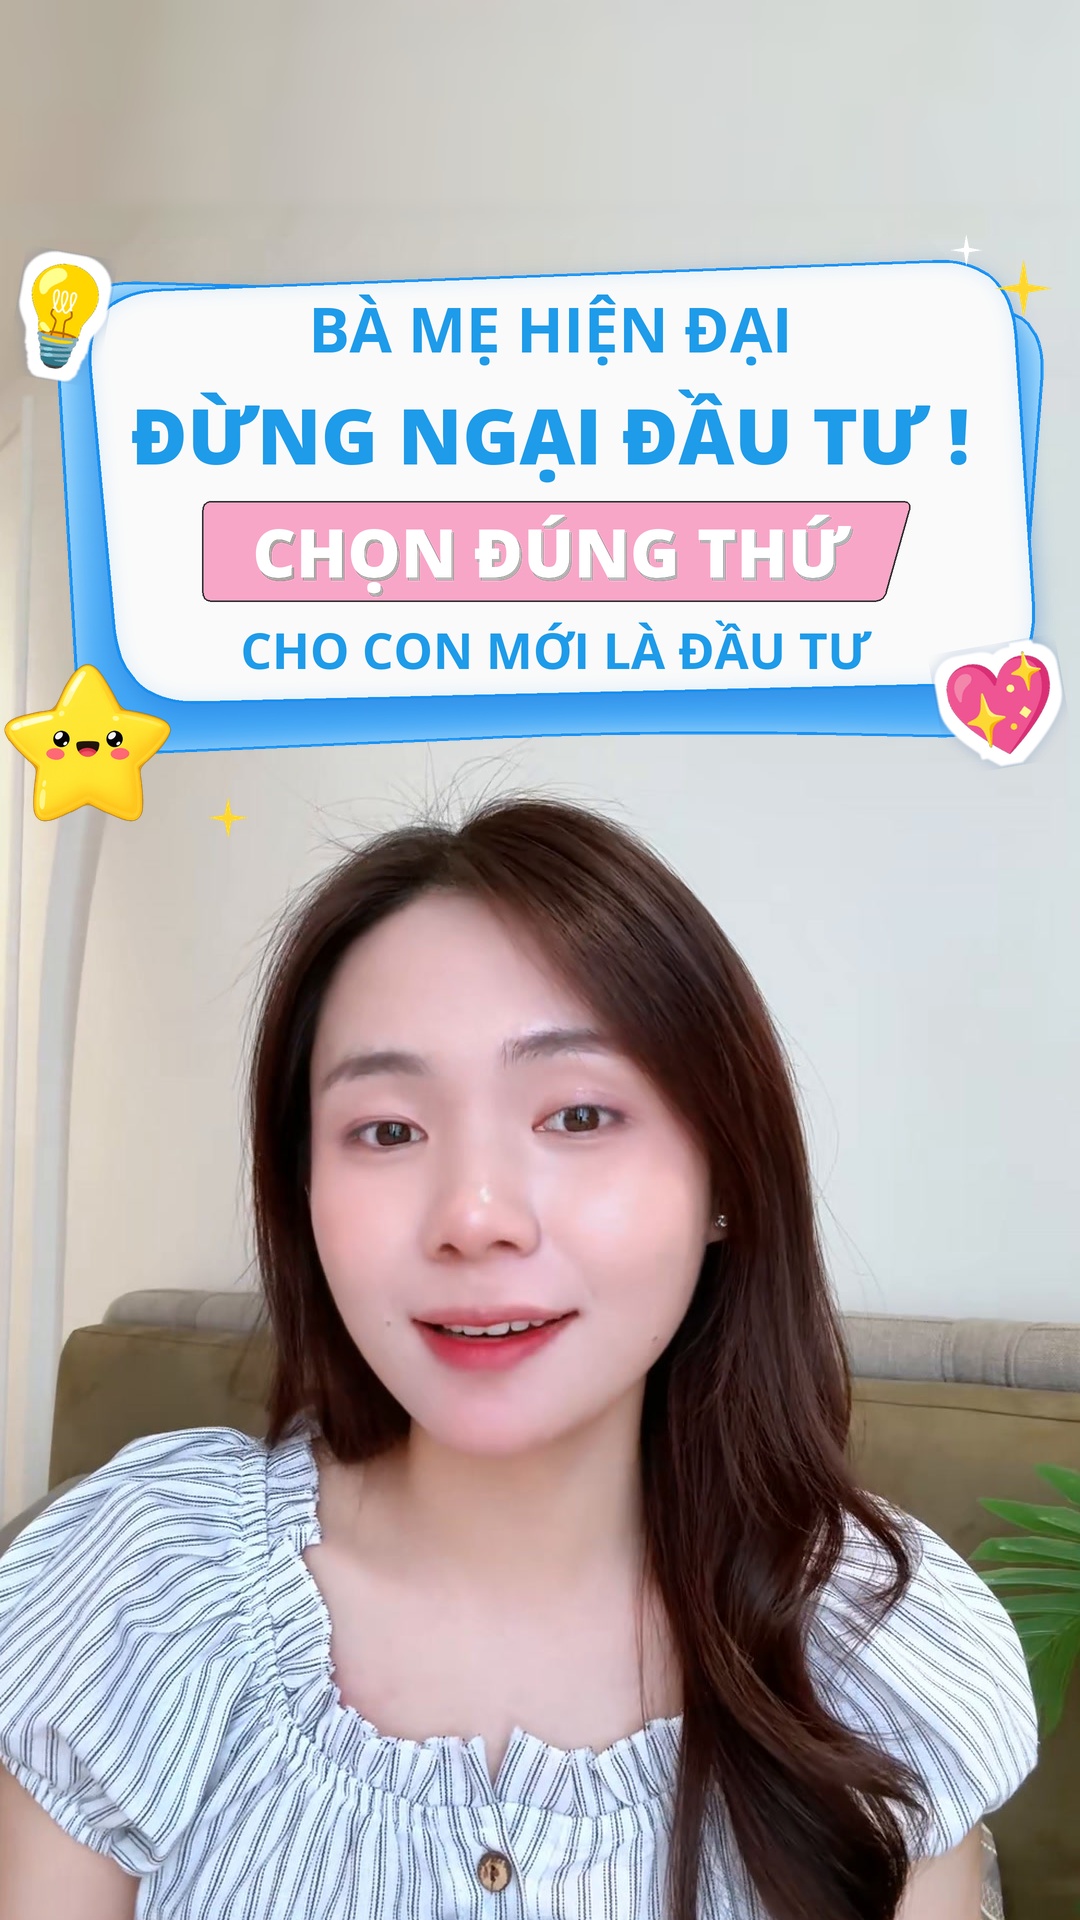 BÀ MẸ HIỆN ĐẠI
ĐỪNG NGẠI ĐẦU TƯ !
CHỌN ĐÚNG THỨ
CHO CON MỚI LÀ ĐẦU TƯ